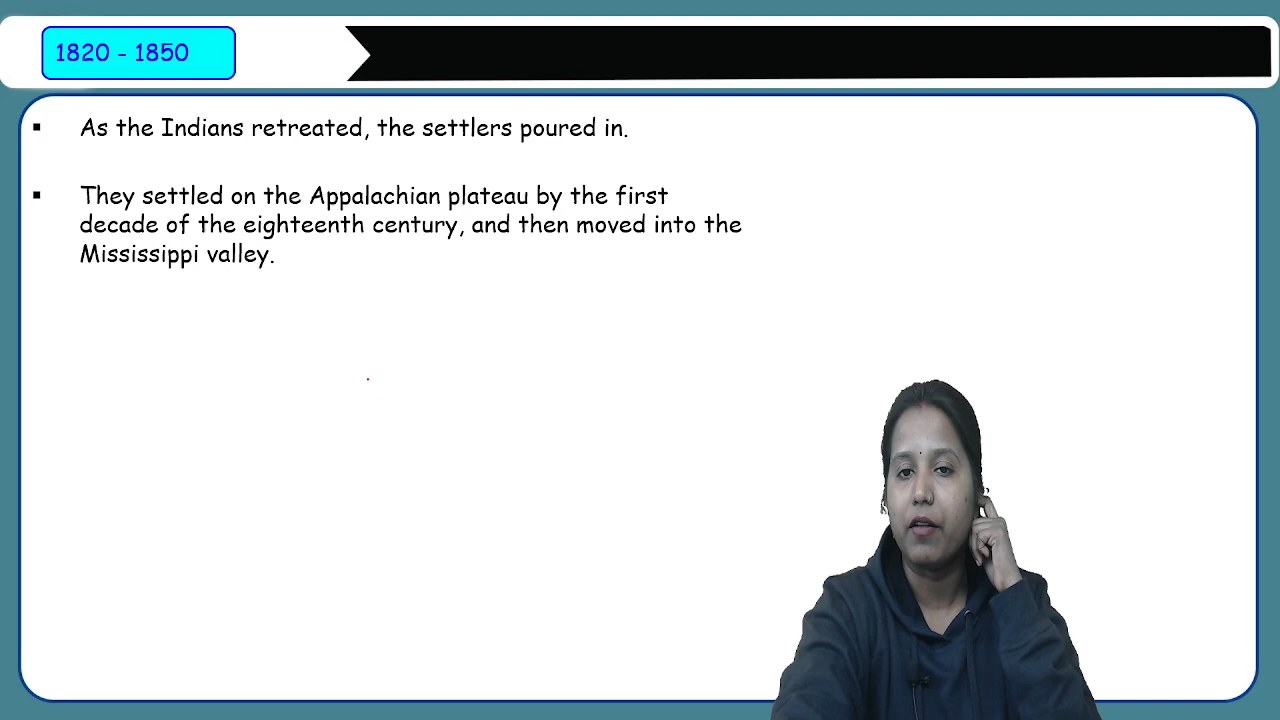 1820 - 1850
▪ As the Indians retreated, the settlers poured in.
▪ They settled on the Appalachian plateau by the first
decade of the eighteenth century, and then moved into the
Mississippi valley.